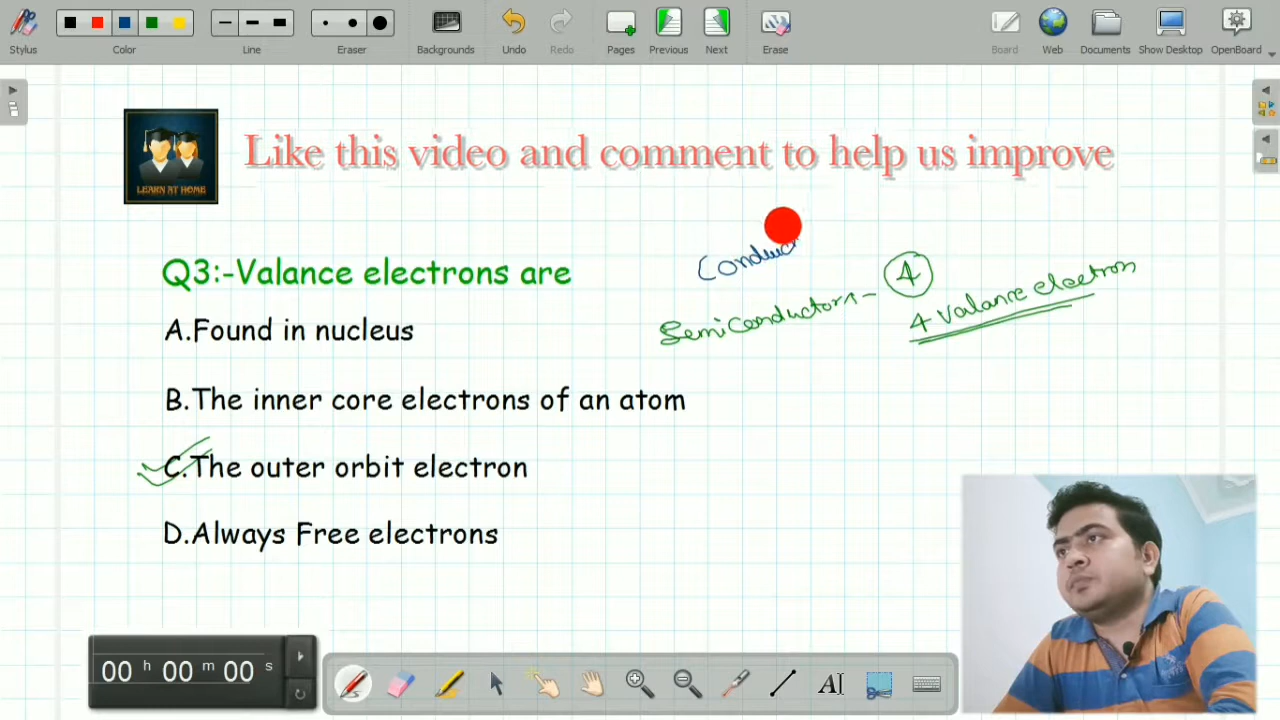 Stylus Color Line Eraser Backgrounds Undo Redo Pages Previous Next Erase Board Web Documents Show Desktop OpenBoard
LEARN AT HOME
Like this video and comment to help us improve
Q3:-Valance electrons are
A.Found in nucleus
B.The inner core electrons of an atom
C.The outer orbit electron
D.Always Free electrons
Conduc
Semiconductors - 4
4 valance electron
00 h 00 m 00 s
AI